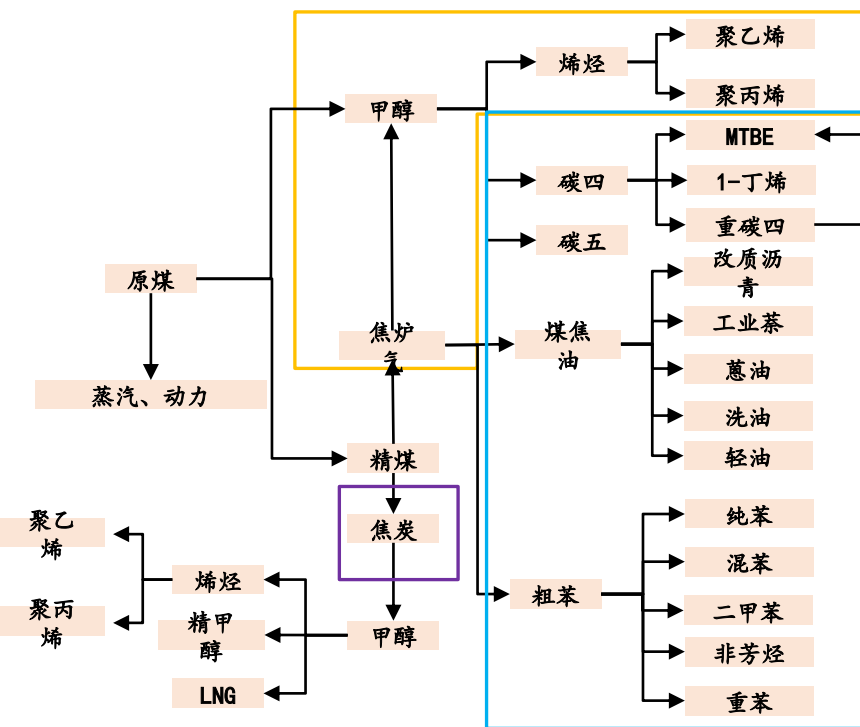 聚乙烯
烯烃
聚丙烯
甲醇
MTBE
碳四
1-丁烯
重碳四
碳五
改质沥
青
原煤
工业萘
焦炉
气
煤焦
油
蒽油
蒸汽、动力
洗油
精煤
轻油
焦炭
纯苯
聚乙
烯
混苯
烯烃
粗苯
二甲苯
聚丙
烯
精甲
醇
甲醇
非芳烃
LNG
重苯